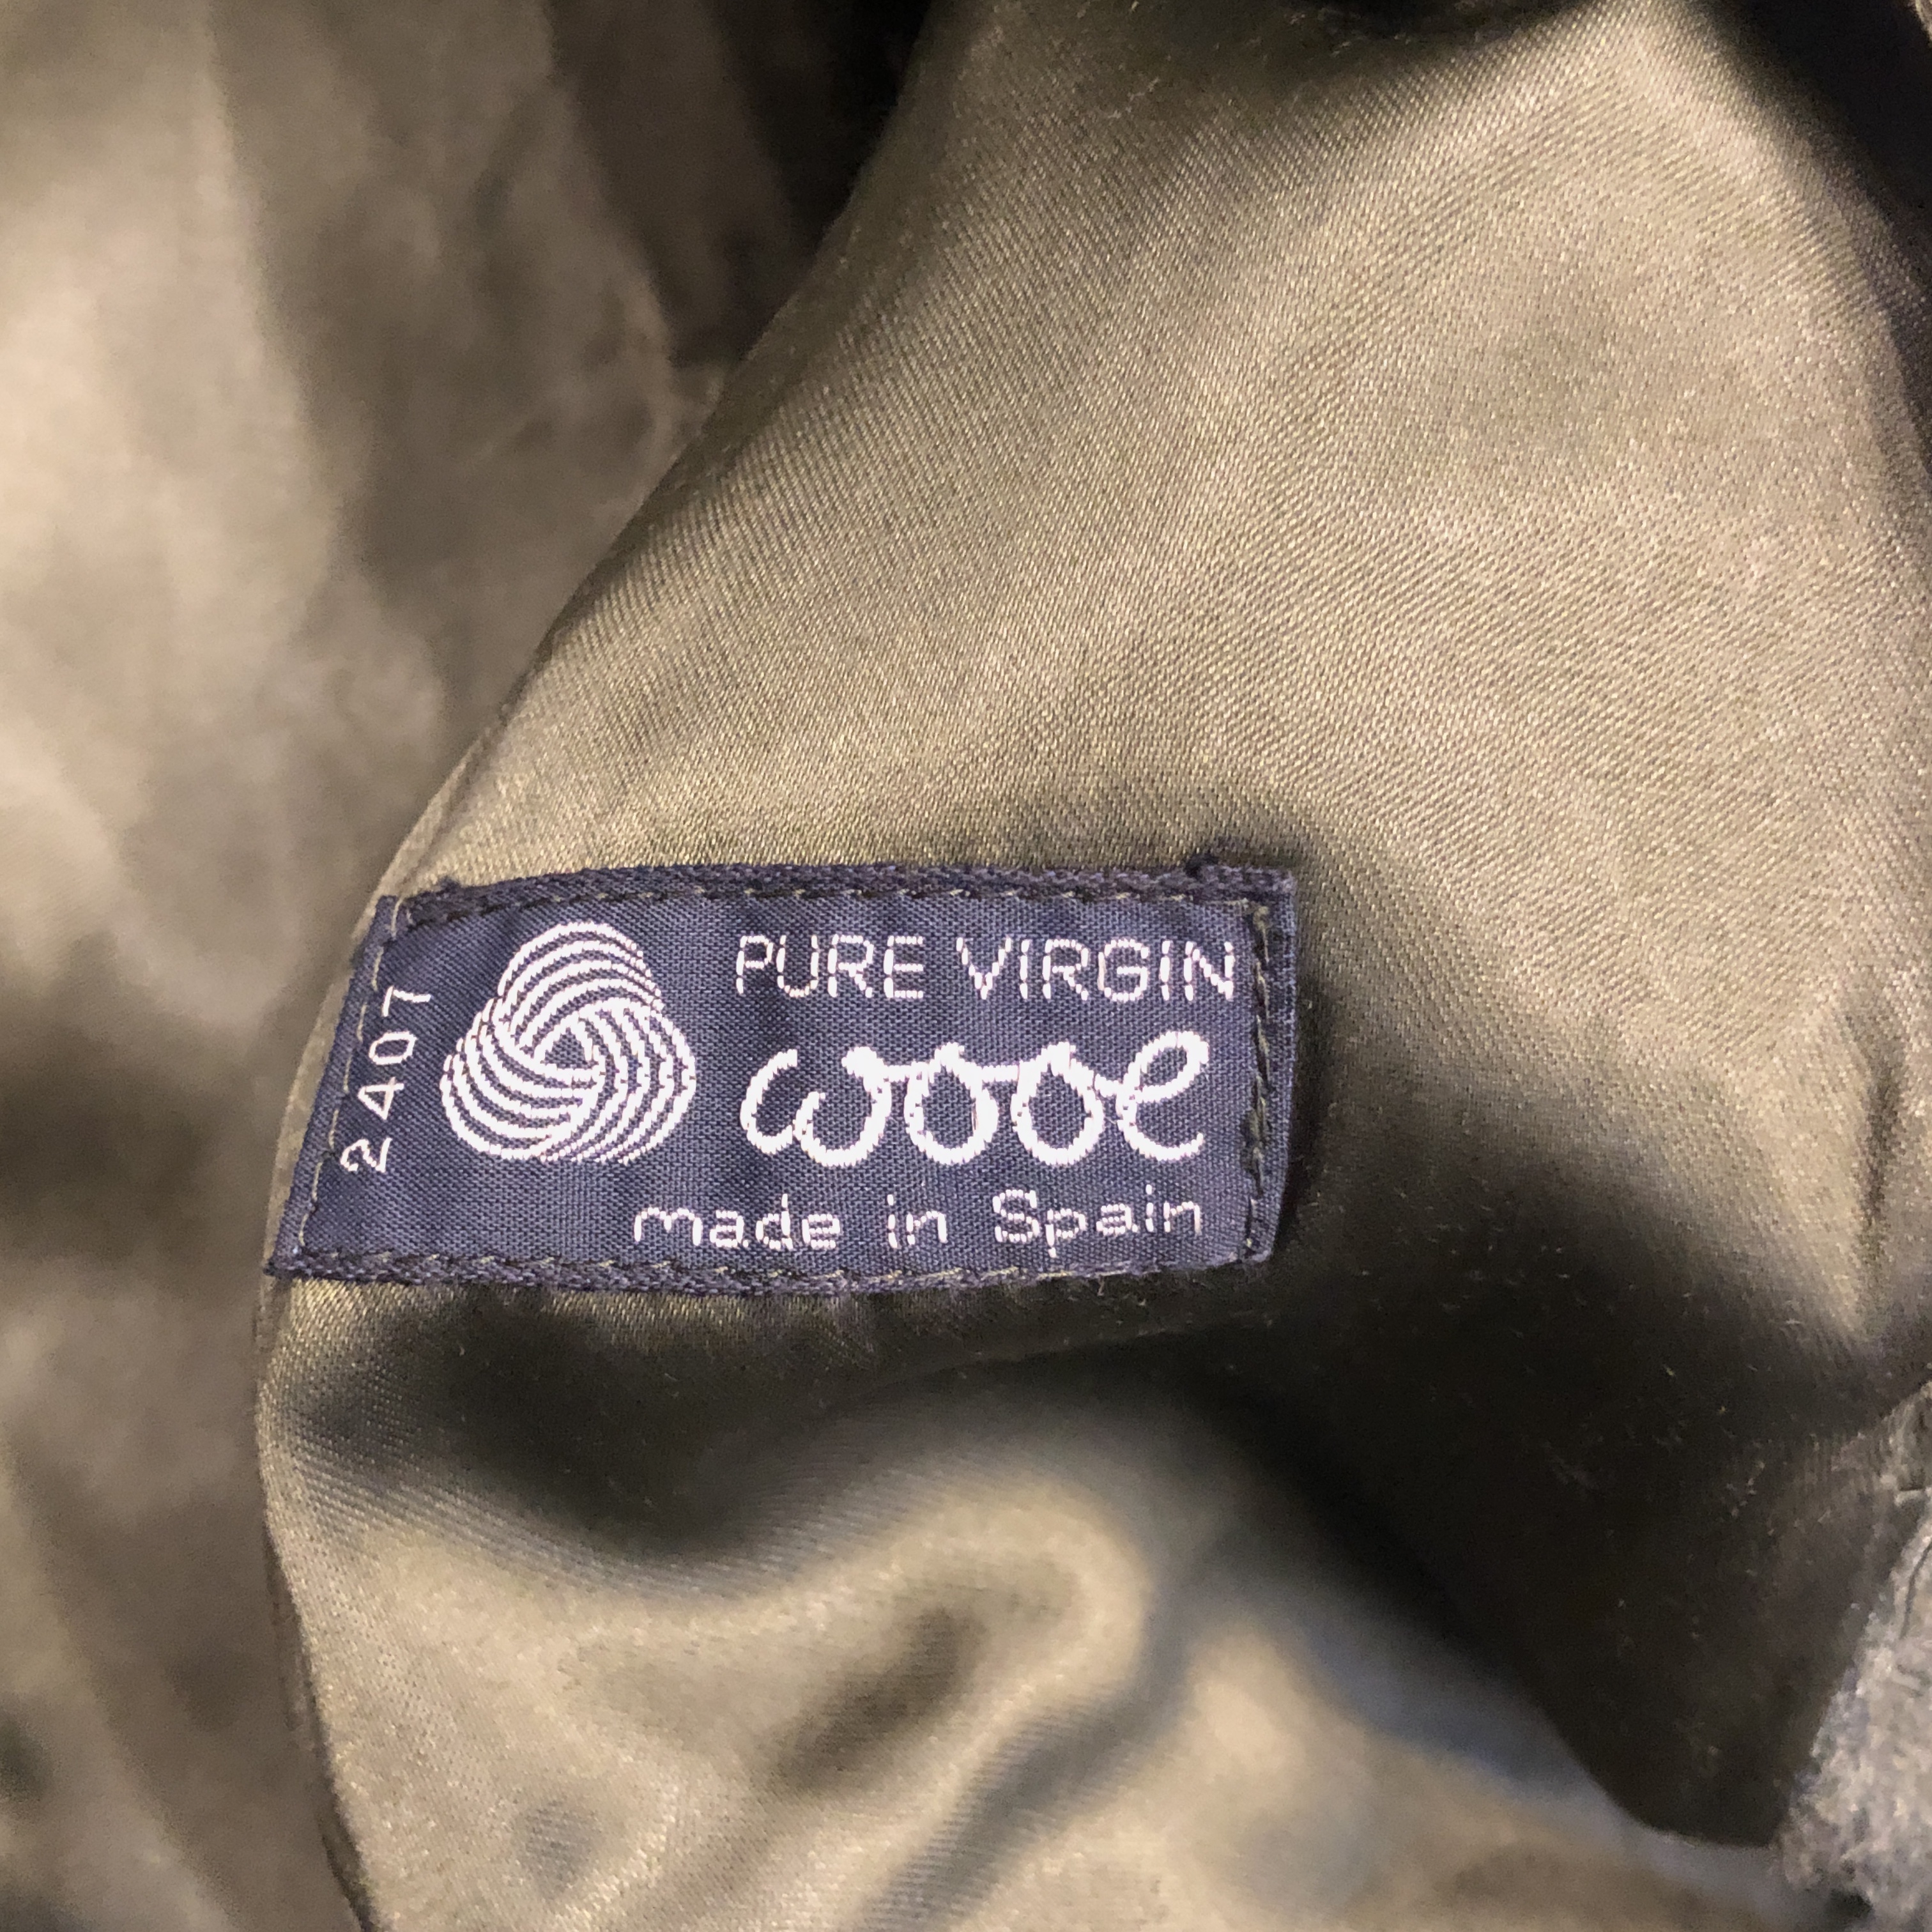 2407
PURE VIRGIN
wool
made in Spain